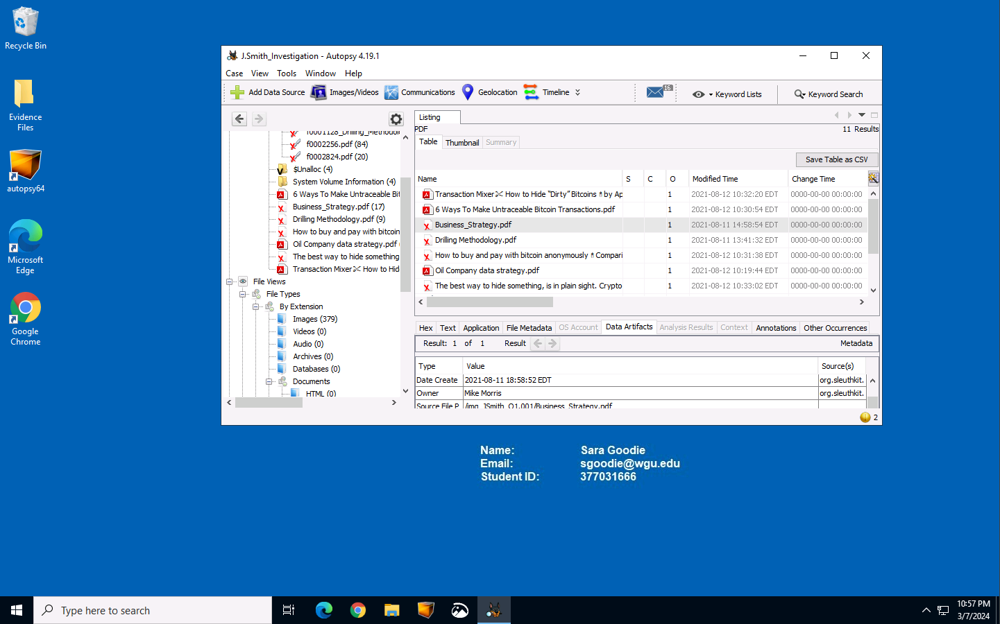 Recycle Bin
Evidence
Files
autopsy64
Microsoft
Edge
Google
Chrome
J.Smith_Investigation - Autopsy 4.19.1
Case View Tools Window Help
Add Data Source Images/Videos Communications Geolocation Timeline 16 Keyword Lists Keyword Search
f0001128_Drilling_Methodol
f0002256.pdf (84)
f0002824.pdf (20)
$Unalloc (4)
System Volume Information (4)
6 Ways To Make Untraceable Bit
Business_Strategy.pdf (17)
Drilling Methodology.pdf (9)
How to buy and pay with bitcoin
Oil Company data strategy.pdf (
The best way to hide something
Transaction Mixer✂ How to Hid
File Views
File Types
By Extension
Images (379)
Videos (0)
Audio (0)
Archives (0)
Databases (0)
Documents
HTML (0)
Listing
PDF 11 Results
Table Thumbnail Summary
Save Table as CSV
Name S C O Modified Time Change Time
Transaction Mixer✂ How to Hide “Dirty” Bitcoins by Ap 1 2021-08-12 10:32:20 EDT 0000-00-00 00:00:00
6 Ways To Make Untraceable Bitcoin Transactions.pdf 1 2021-08-12 10:30:54 EDT 0000-00-00 00:00:00
Business_Strategy.pdf 1 2021-08-11 14:58:54 EDT 0000-00-00 00:00:00
Drilling Methodology.pdf 1 2021-08-11 13:41:32 EDT 0000-00-00 00:00:00
How to buy and pay with bitcoin anonymously Compari 1 2021-08-12 10:31:38 EDT 0000-00-00 00:00:00
Oil Company data strategy.pdf 1 2021-08-12 10:19:44 EDT 0000-00-00 00:00:00
The best way to hide something, is in plain sight. Crypto 1 2021-08-12 10:33:02 EDT 0000-00-00 00:00:00
Hex Text Application File Metadata OS Account Data Artifacts Analysis Results Context Annotations Other Occurrences
Result: 1 of 1 Result Metadata
Type Value Source(s)
Date Create 2021-08-11 18:58:52 EDT org.sleuthkit.
Owner Mike Morris org.sleuthkit.
Source File P /img_JSmith_Q1.001/Business_Strategy.pdf
2
Name: Sara Goodie
Email: sgoodie@wgu.edu
Student ID: 377031666
Type here to search
10:57 PM
3/7/2024